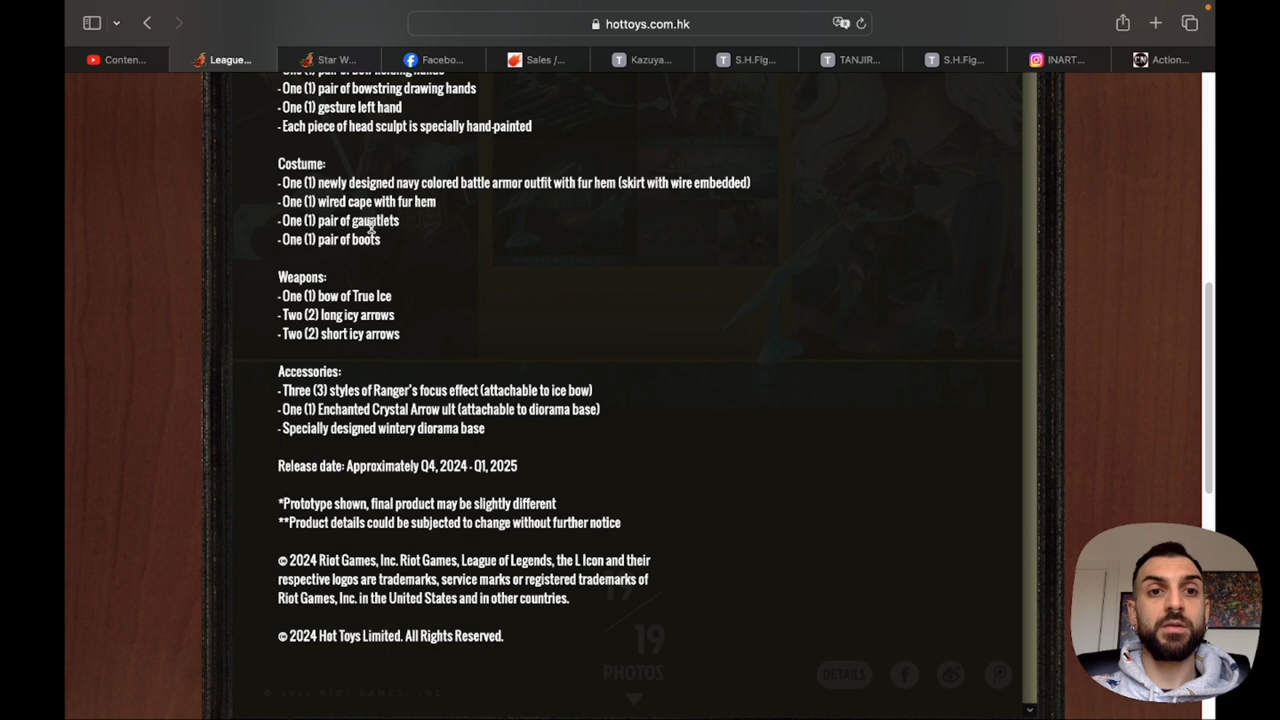 hottoys.com.hk
Conten...
League...
Star W...
Facebo...
Sales /...
Kazuya...
S.H.Fig...
TANJIR...
S.H.Fig...
INART...
Action...
- One (1) pair of bow holding hands
- One (1) pair of bowstring drawing hands
- One (1) gesture left hand
- Each piece of head sculpt is specially hand-painted
Costume:
- One (1) newly designed navy colored battle armor outfit with fur hem (skirt with wire embedded)
- One (1) wired cape with fur hem
- One (1) pair of gauntlets
- One (1) pair of boots
Weapons:
- One (1) bow of True Ice
- Two (2) long icy arrows
- Two (2) short icy arrows
Accessories:
- Three (3) styles of Ranger's focus effect (attachable to ice bow)
- One (1) Enchanted Crystal Arrow ult (attachable to diorama base)
- Specially designed wintery diorama base
Release date: Approximately Q4, 2024 - Q1, 2025
*Prototype shown, final product may be slightly different
**Product details could be subjected to change without further notice
© 2024 Riot Games, Inc. Riot Games, League of Legends, the L Icon and their
respective logos are trademarks, service marks or registered trademarks of
Riot Games, Inc. in the United States and in other countries.
© 2024 Hot Toys Limited. All Rights Reserved.
19
PHOTOS
DETAILS